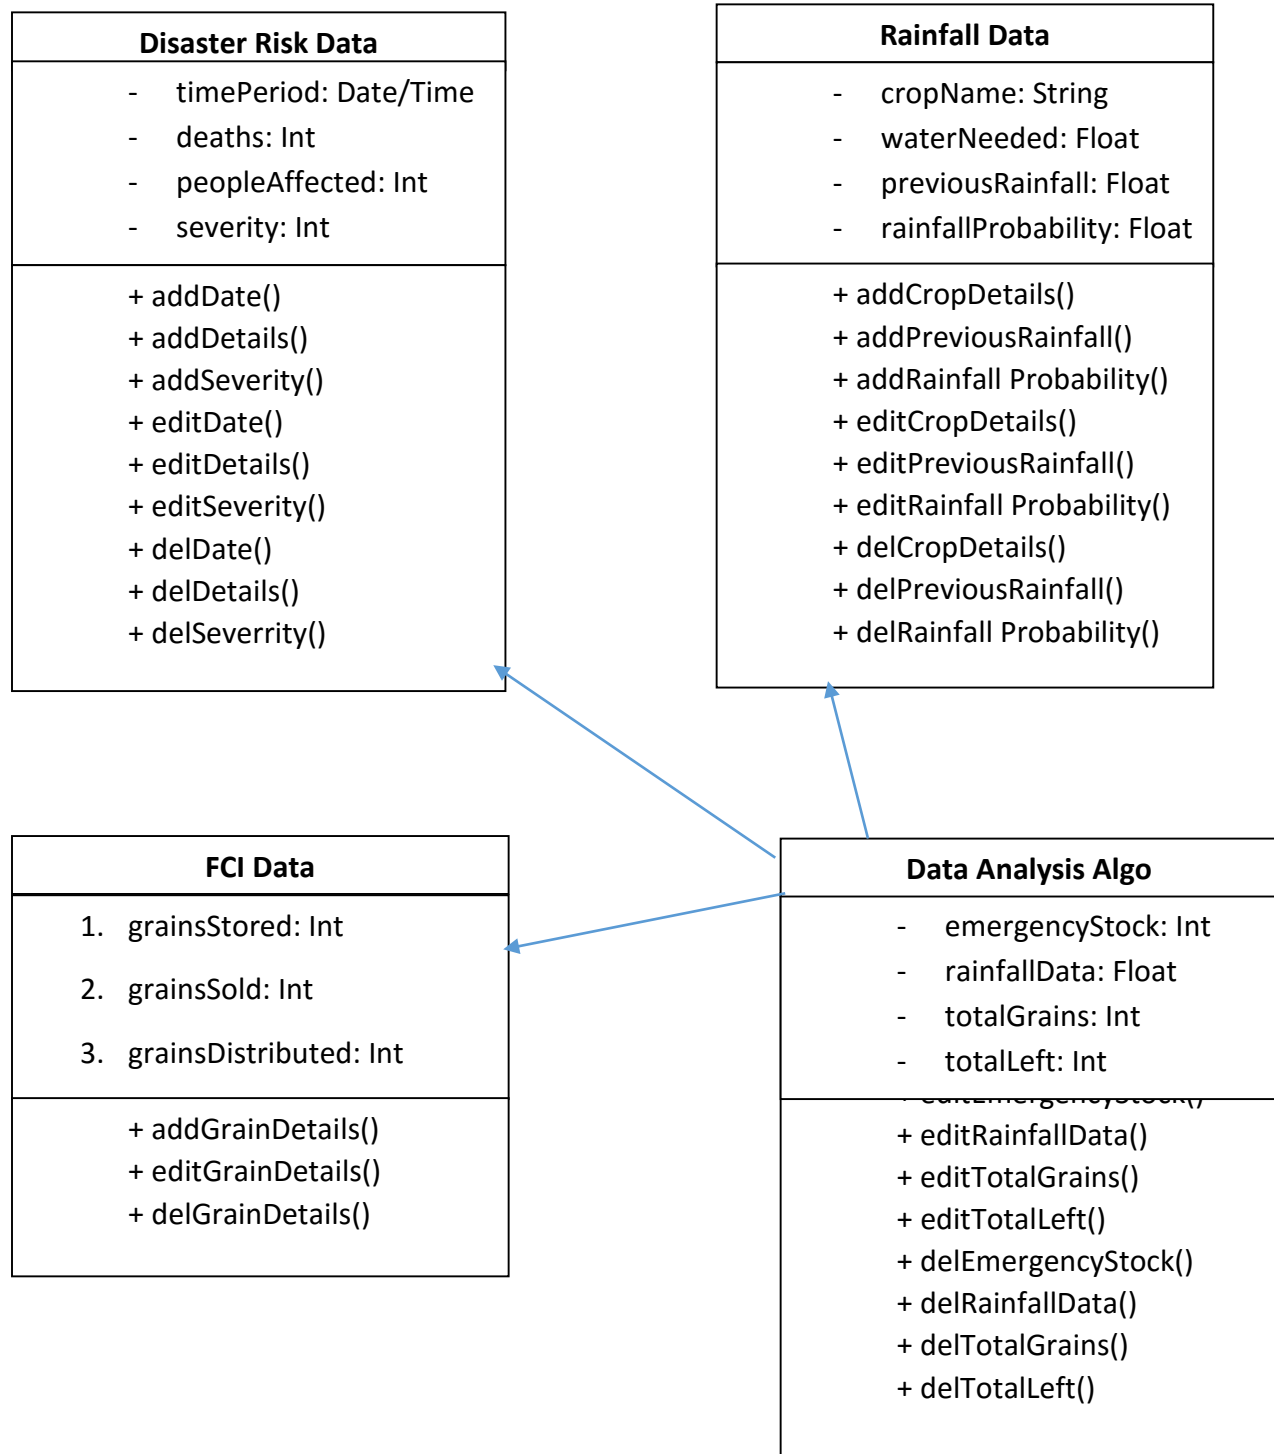 Disaster Risk Data
- timePeriod: Date/Time
- deaths: Int
- peopleAffected: Int
- severity: Int
+ addDate()
+ addDetails()
+ addSeverity()
+ editDate()
+ editDetails()
+ editSeverity()
+ delDate()
+ delDetails()
+ delSeverrity()
Rainfall Data
- cropName: String
- waterNeeded: Float
- previousRainfall: Float
- rainfallProbability: Float
+ addCropDetails()
+ addPreviousRainfall()
+ addRainfall Probability()
+ editCropDetails()
+ editPreviousRainfall()
+ editRainfall Probability()
+ delCropDetails()
+ delPreviousRainfall()
+ delRainfall Probability()
FCI Data
1. grainsStored: Int
2. grainsSold: Int
3. grainsDistributed: Int
+ addGrainDetails()
+ editGrainDetails()
+ delGrainDetails()
Data Analysis Algo
- emergencyStock: Int
- rainfallData: Float
- totalGrains: Int
- totalLeft: Int
+ editEmergencyStock()
+ editRainfallData()
+ editTotalGrains()
+ editTotalLeft()
+ delEmergencyStock()
+ delRainfallData()
+ delTotalGrains()
+ delTotalLeft()